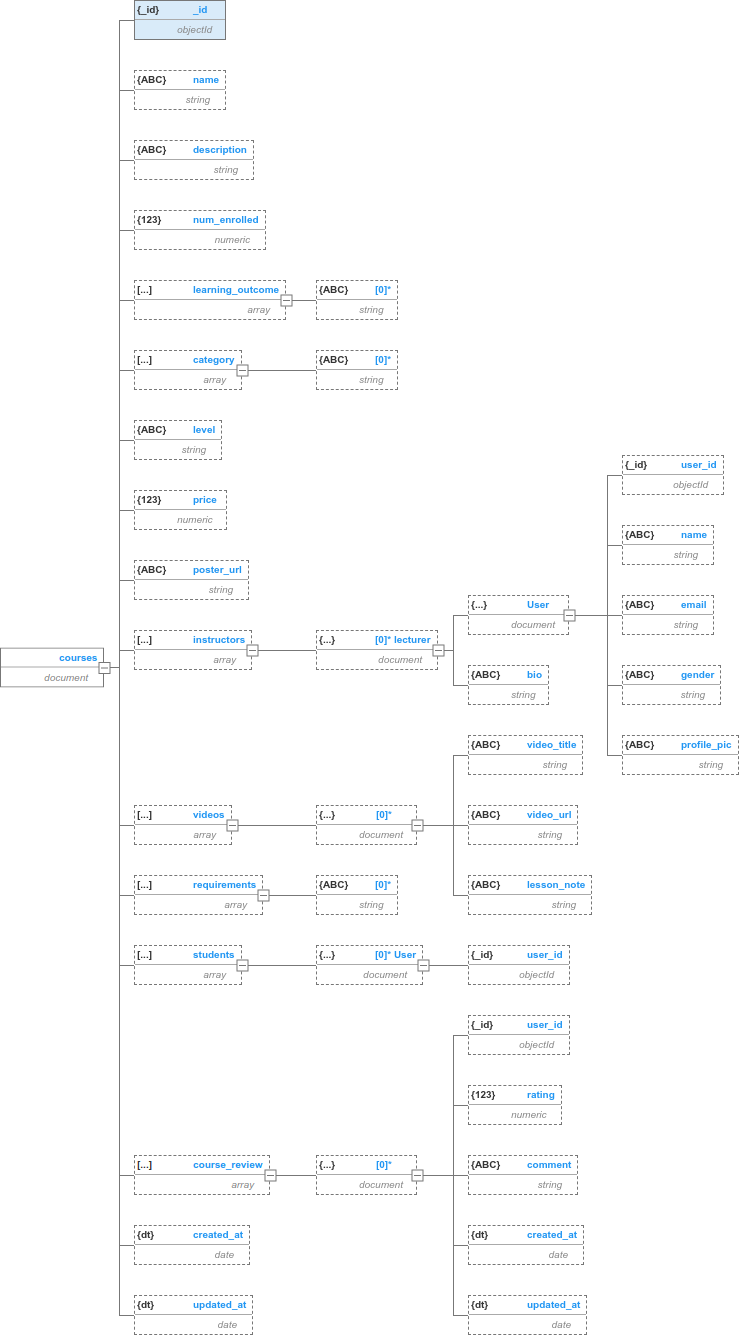 courses
document
{_id} _id
objectId
{ABC} name
string
{ABC} description
string
{123} num_enrolled
numeric
[...] learning_outcome
array
{ABC} [0]*
string
[...] category
array
{ABC} [0]*
string
{ABC} level
string
{123} price
numeric
{ABC} poster_url
string
[...] instructors
array
{...} [0]* lecturer
document
{...} User
document
{_id} user_id
objectId
{ABC} name
string
{ABC} email
string
{ABC} gender
string
{ABC} profile_pic
string
{ABC} bio
string
[...] videos
array
{...} [0]*
document
{ABC} video_title
string
{ABC} video_url
string
{ABC} lesson_note
string
[...] requirements
array
{ABC} [0]*
string
[...] students
array
{...} [0]* User
document
{_id} user_id
objectId
[...] course_review
array
{...} [0]*
document
{_id} user_id
objectId
{123} rating
numeric
{ABC} comment
string
{dt} created_at
date
{dt} updated_at
date
{dt} created_at
date
{dt} updated_at
date